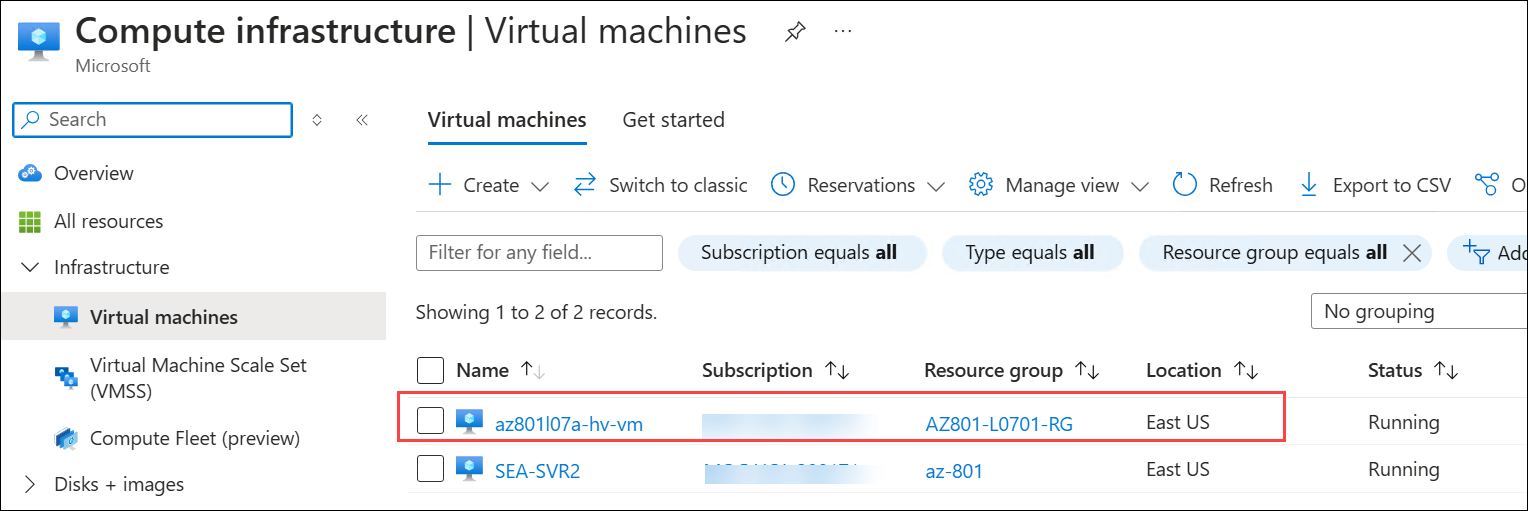 Compute infrastructure | Virtual machines ...
Microsoft
Search
Overview
All resources
Infrastructure
Virtual machines
Virtual Machine Scale Set
(VMSS)
Compute Fleet (preview)
Disks + images
Virtual machines Get started
Create Switch to classic Reservations Manage view Refresh Export to CSV O
Filter for any field... Subscription equals all Type equals all Resource group equals all Add
Showing 1 to 2 of 2 records. No grouping
Name Subscription Resource group Location Status
az801l07a-hv-vm AZ801-L0701-RG East US Running
SEA-SVR2 az-801 East US Running